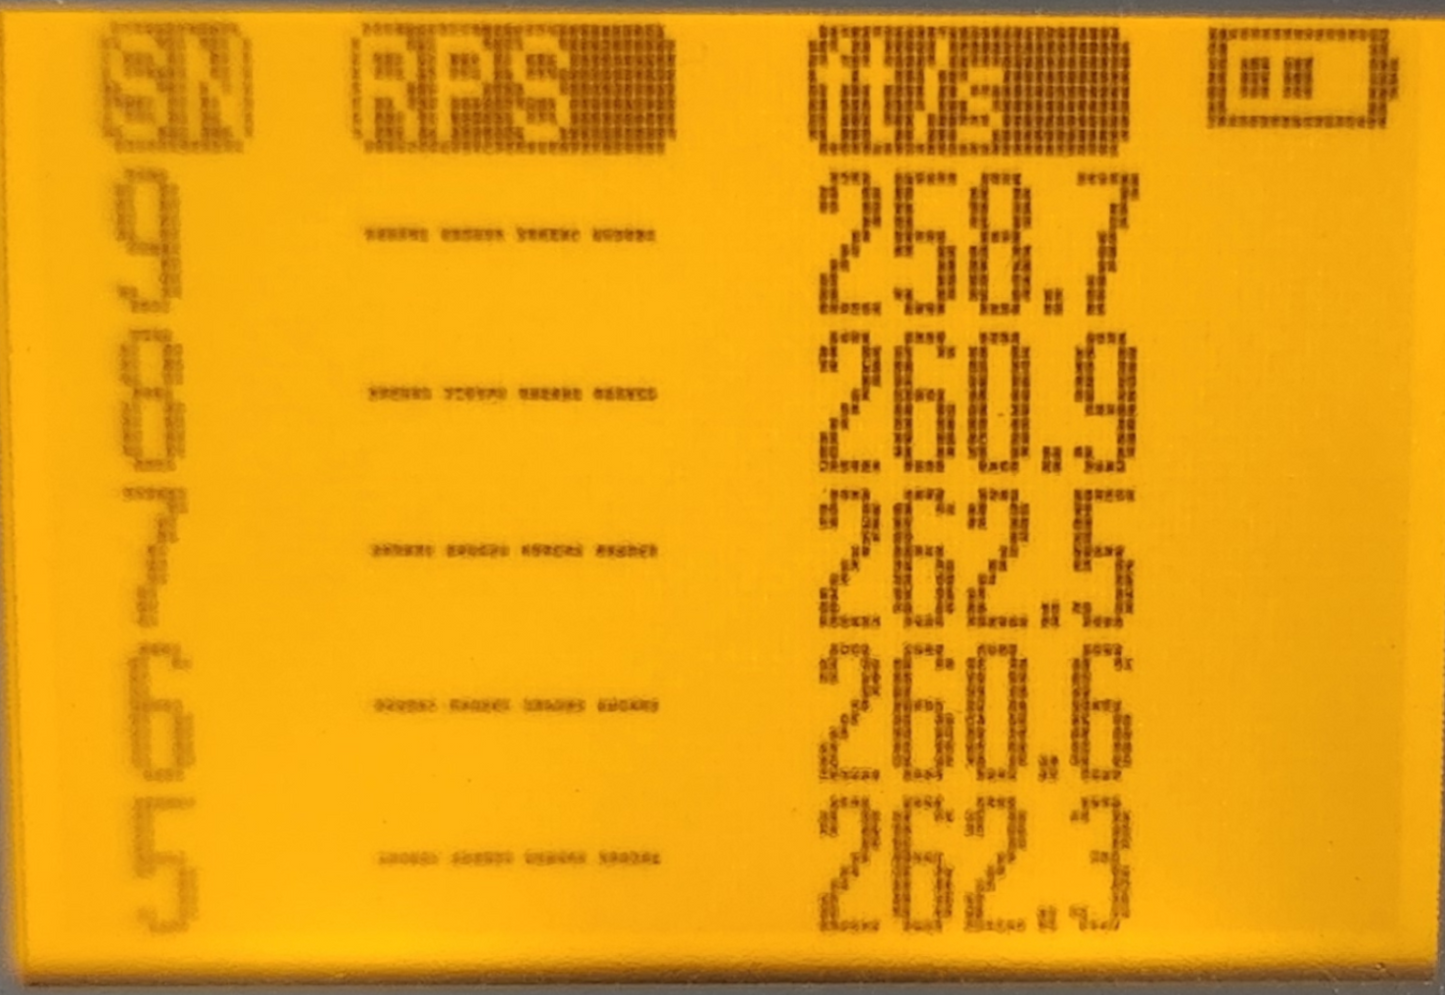 SN RPS ft/s
9 ---- 258.7
8 ---- 260.9
7 ---- 262.5
6 ---- 260.6
5 ---- 262.3